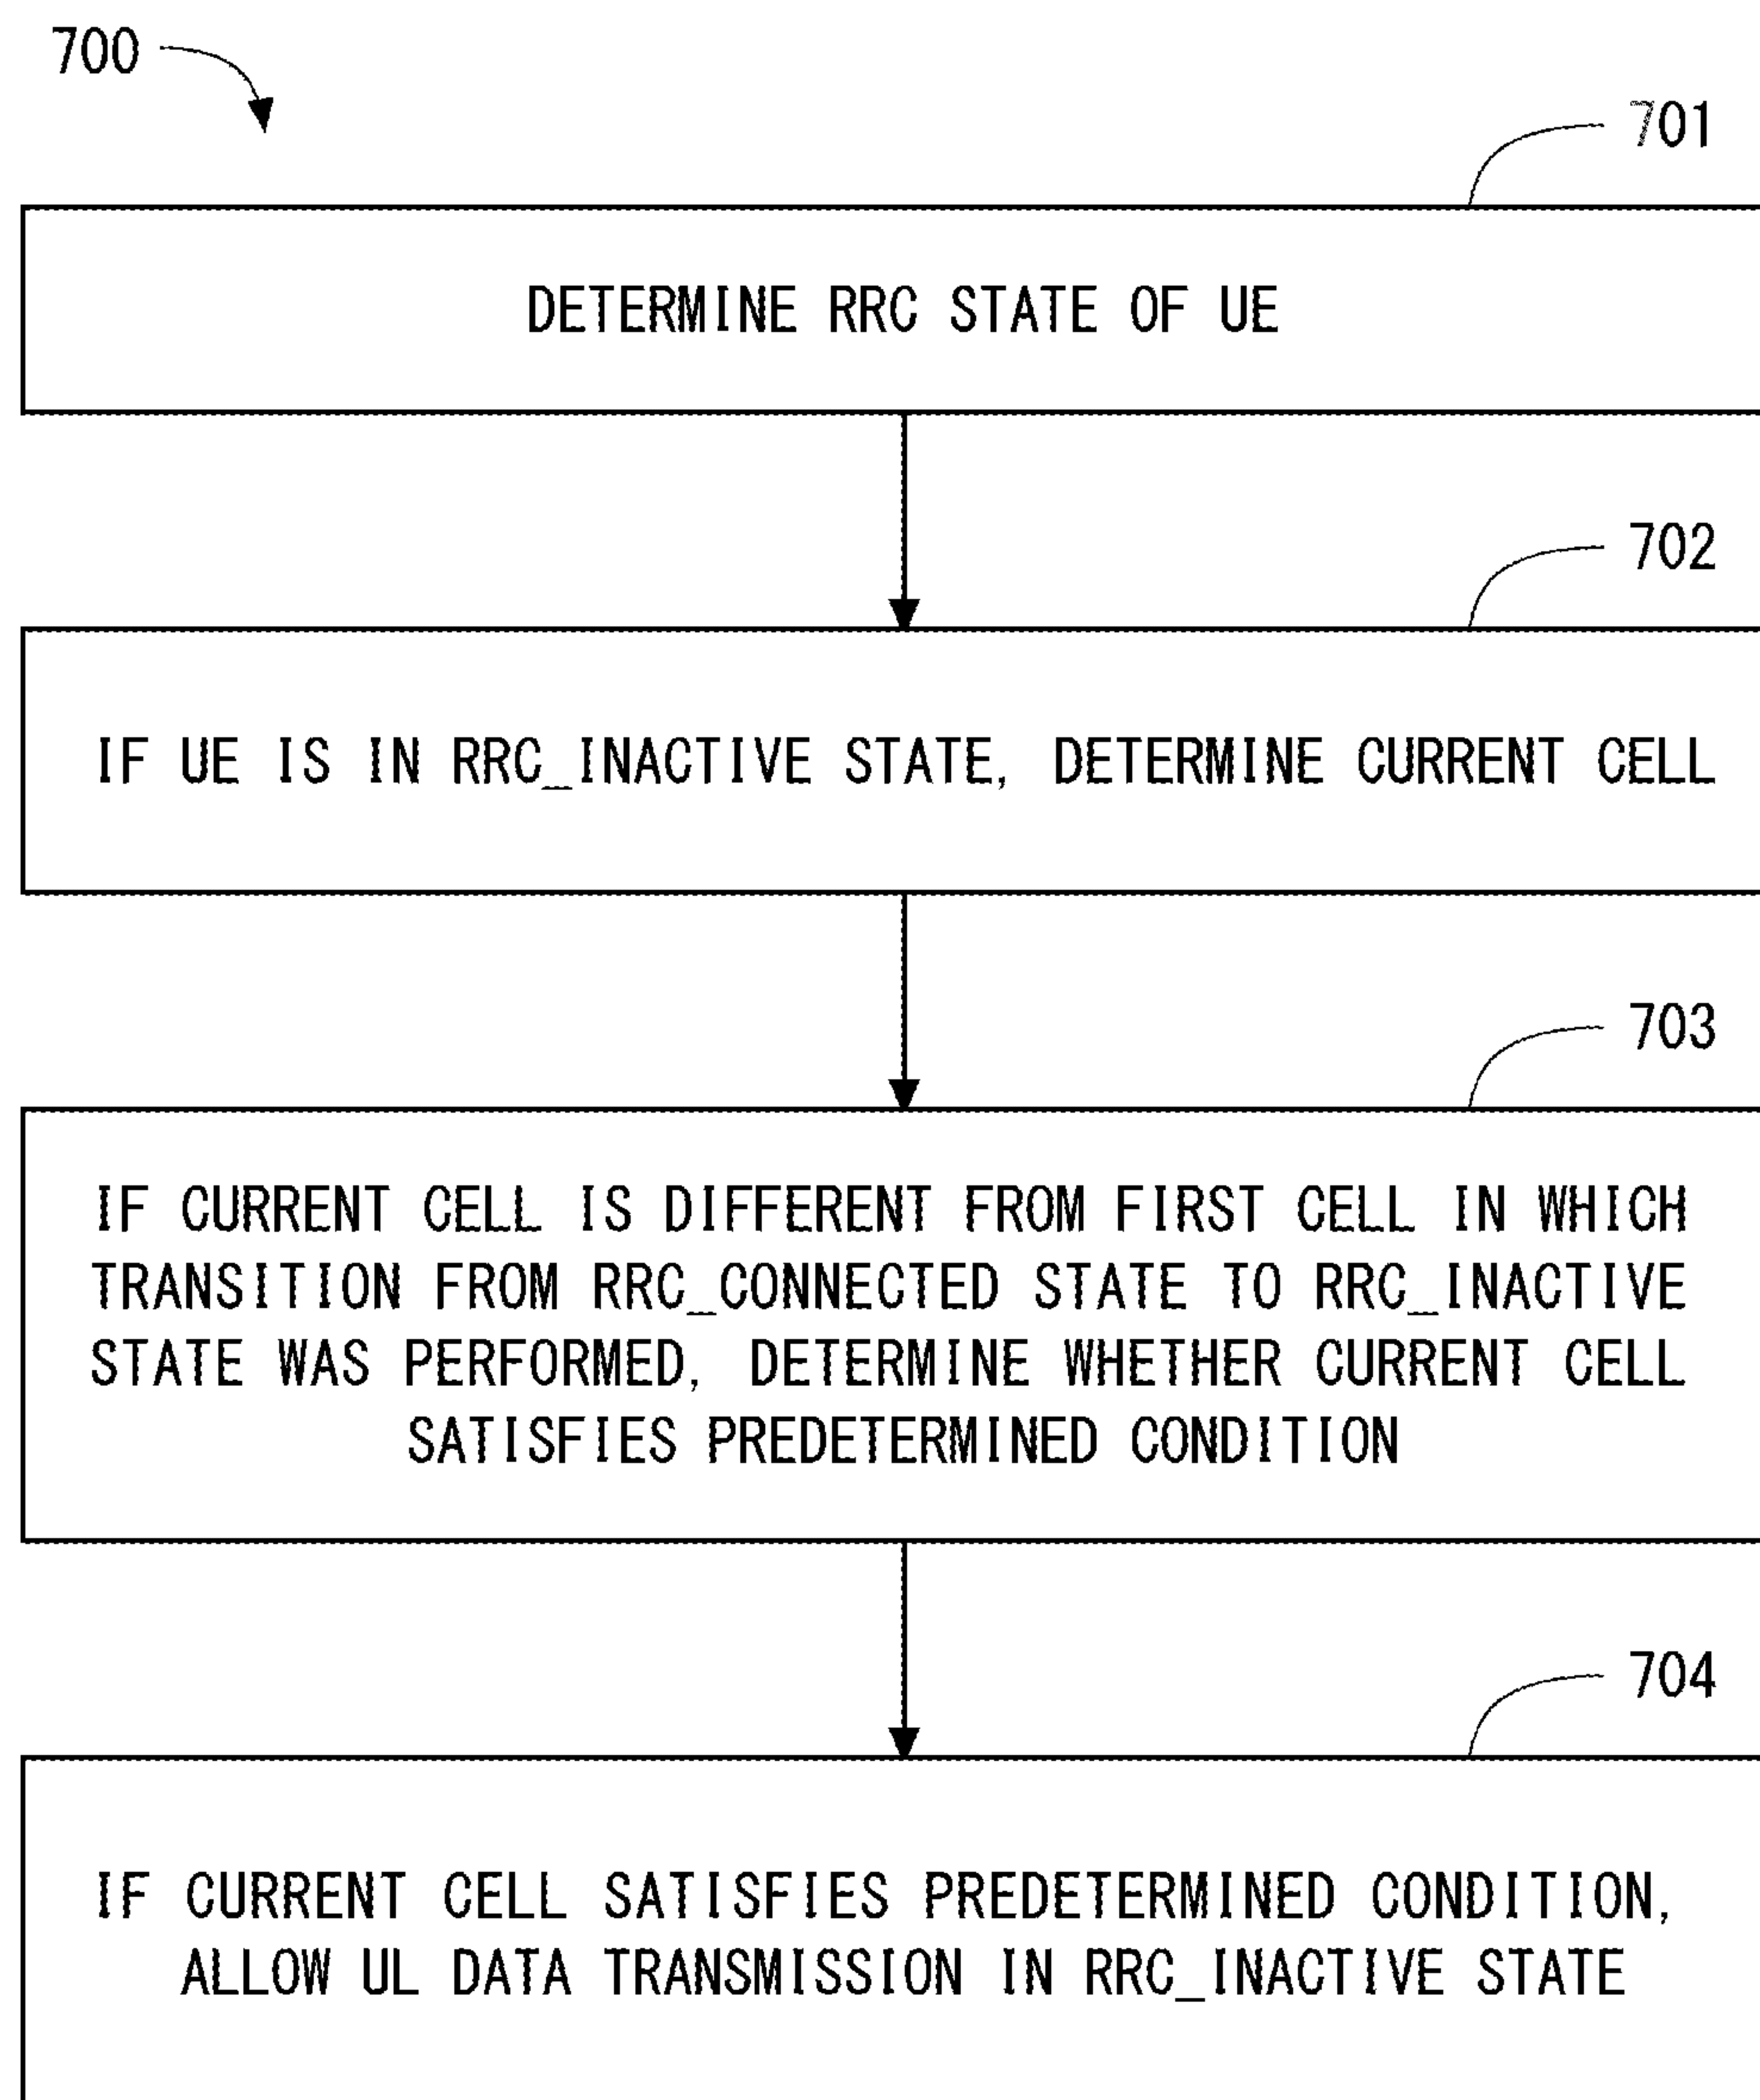 700
701
DETERMINE RRC STATE OF UE
702
IF UE IS IN RRC_INACTIVE STATE, DETERMINE CURRENT CELL
703
IF CURRENT CELL IS DIFFERENT FROM FIRST CELL IN WHICH
TRANSITION FROM RRC_CONNECTED STATE TO RRC_INACTIVE
STATE WAS PERFORMED, DETERMINE WHETHER CURRENT CELL
SATISFIES PREDETERMINED CONDITION
704
IF CURRENT CELL SATISFIES PREDETERMINED CONDITION,
ALLOW UL DATA TRANSMISSION IN RRC_INACTIVE STATE